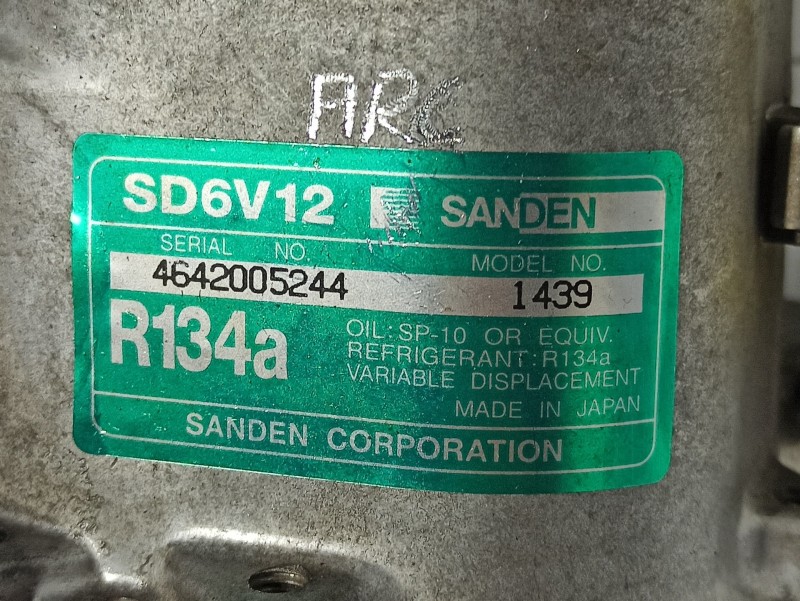 ARC
SD6V12 SANDEN
SERIAL NO.
MODEL NO.
4642005244
1439
R134a
OIL: SP-10 OR EQUIV.
REFRIGERANT: R134a
VARIABLE DISPLACEMENT
MADE IN JAPAN
SANDEN CORPORATION